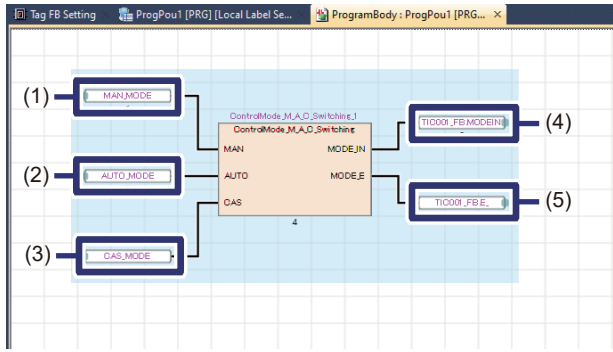 Tag FB Setting
ProgPou1 [PRG] [Local Label Se...
ProgramBody : ProgPou1 [PRG... ×
(1)
MAN_MODE
(2)
AUTO_MODE
(3)
CAS_MODE
ControlMode_M_A_C_Switching_1
ControlMode_M_A_C_Switching
MAN
MODE_IN
AUTO
MODE_E
CAS
4
TIC001_FB.MODEIN
(4)
TIC001_FB.E_
(5)